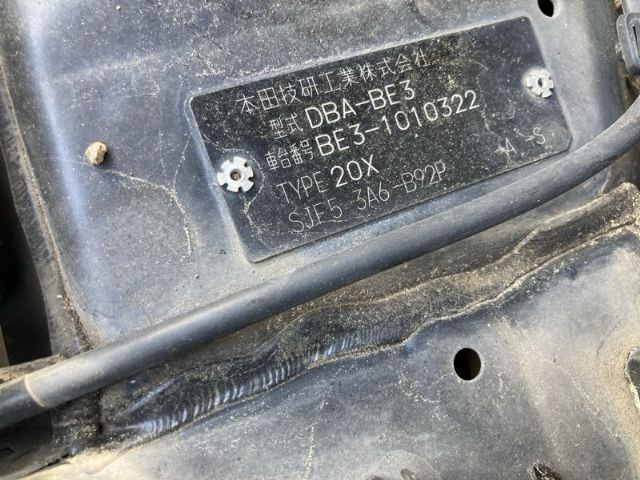 本田技研工業株式会社
型式 DBA-BE3
車台番号 BE3-1010322
TYPE 20X
SJF5 3A6-B92P -A -S